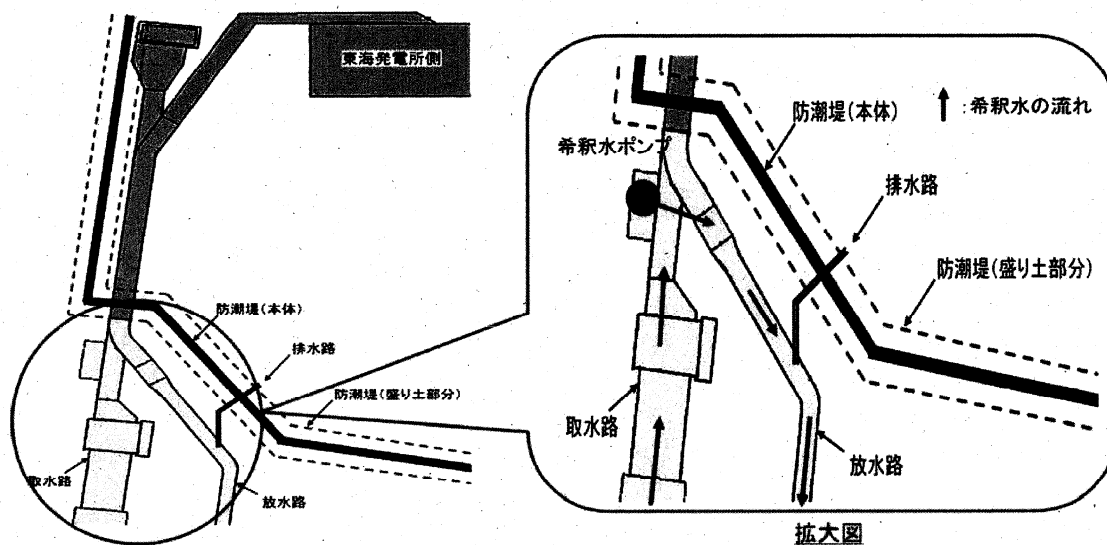 東海発電所側
防潮堤(本体)
排水路
防潮堤(盛り土部分)
取水路
放水路
防潮堤(本体)
:希釈水の流れ
希釈水ポンプ
排水路
防潮堤(盛り土部分)
取水路
放水路
拡大図